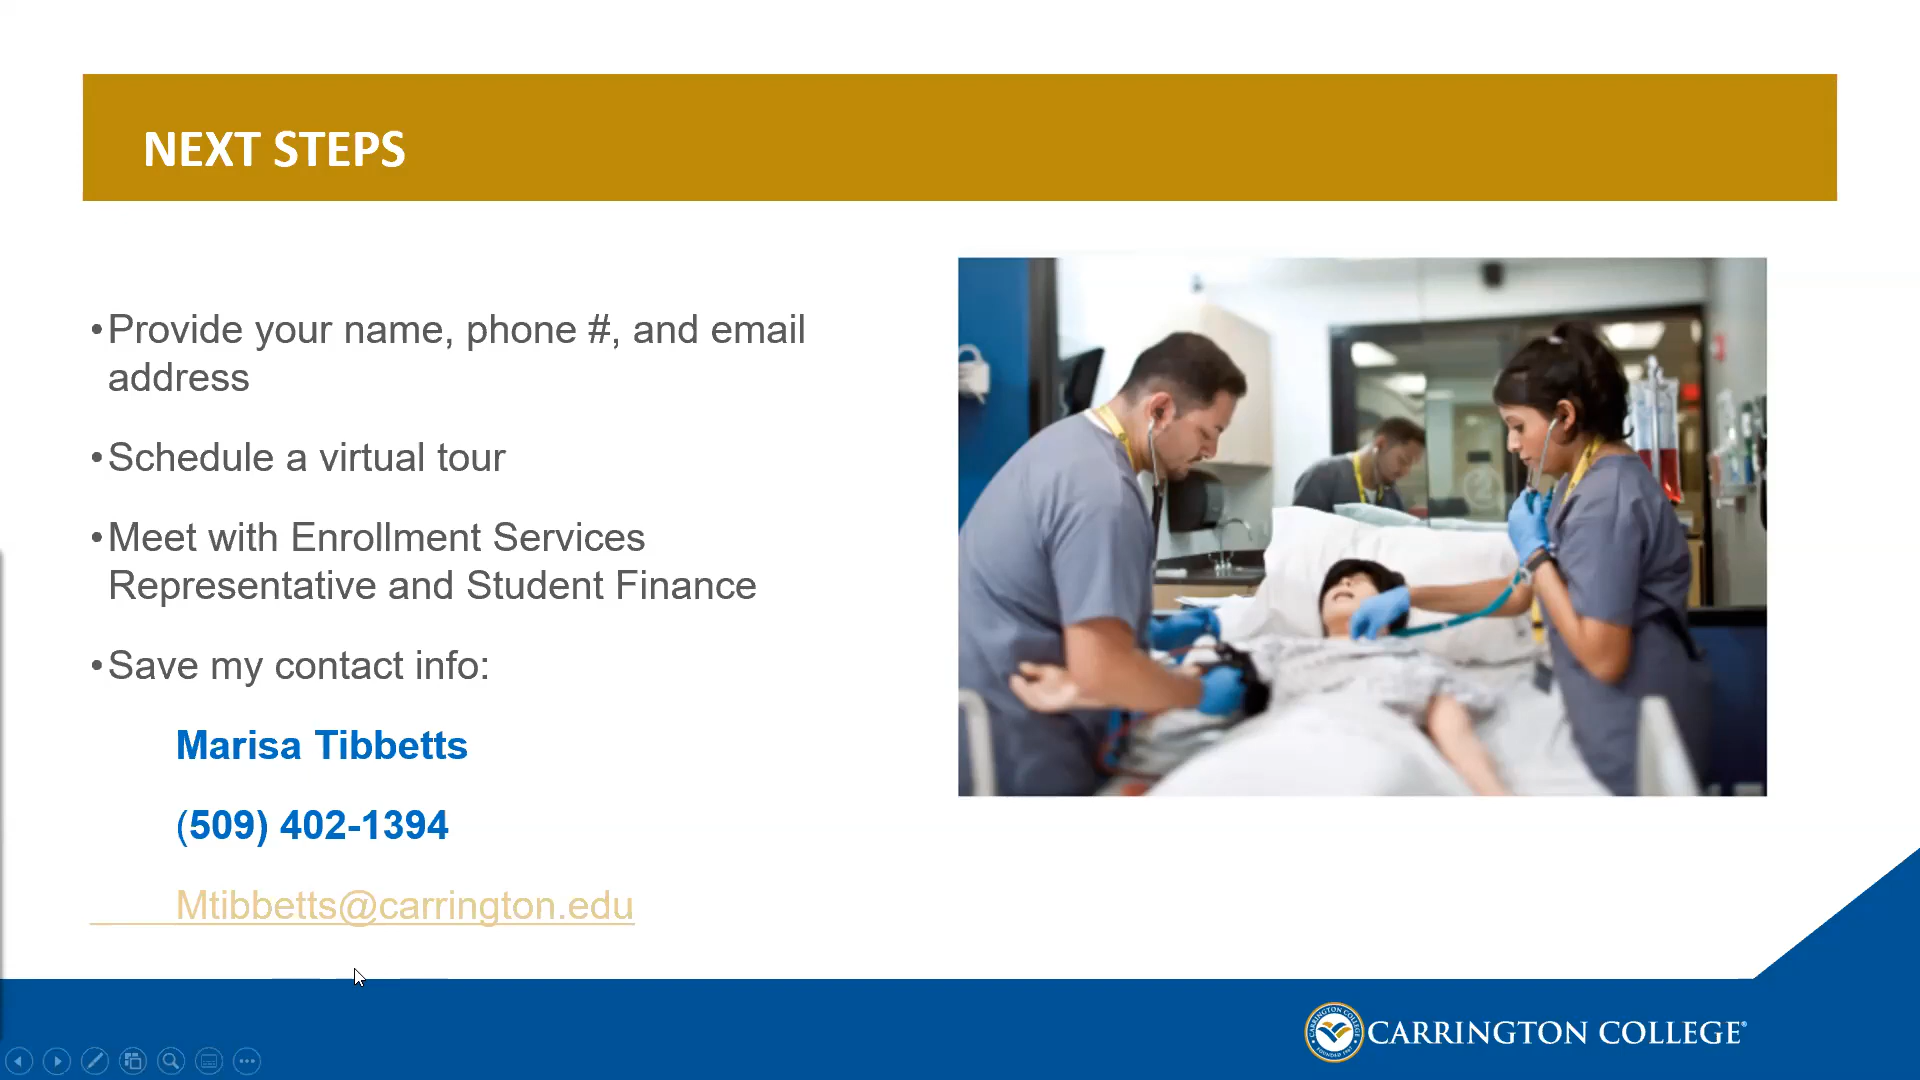 NEXT STEPS
•Provide your name, phone #, and email
address
•Schedule a virtual tour
•Meet with Enrollment Services
Representative and Student Finance
•Save my contact info:
Marisa Tibbetts
(509) 402-1394
Mtibbetts@carrington.edu
CARRINGTON COLLEGE®